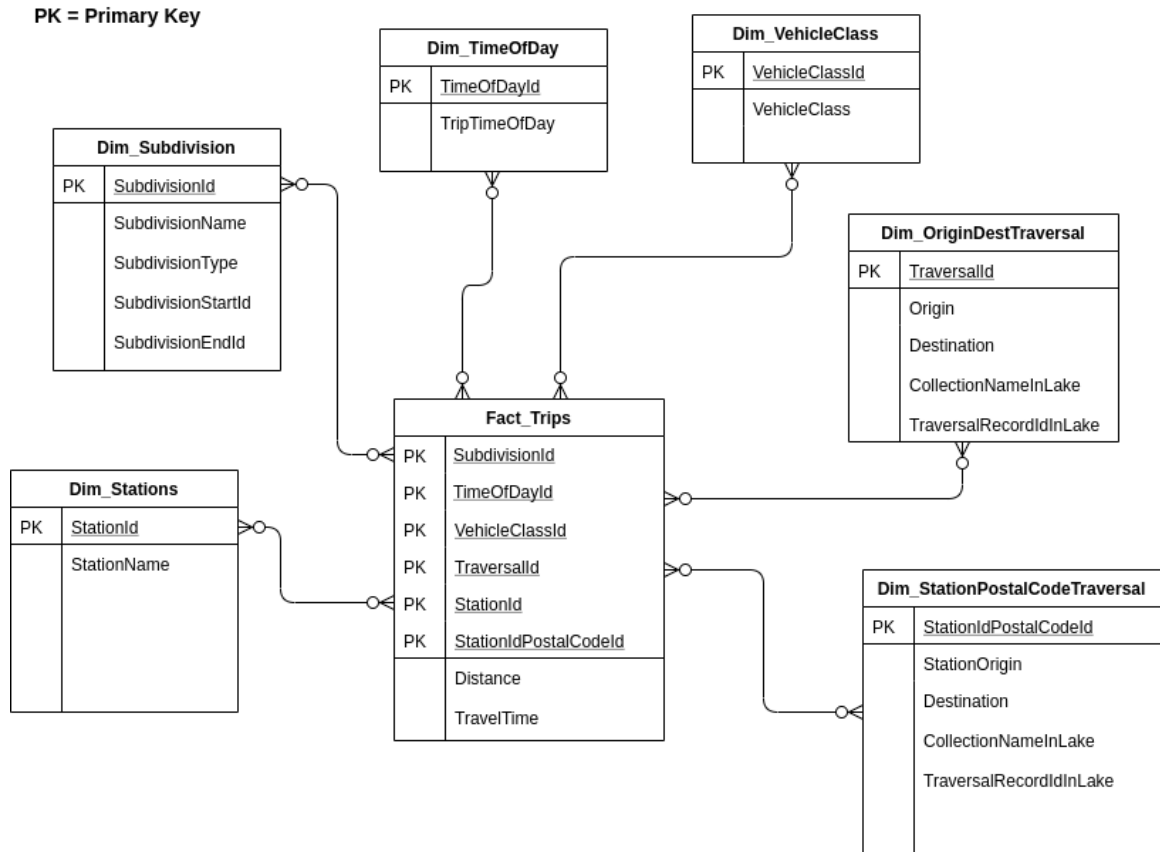 PK = Primary Key
Dim_TimeOfDay
PK TimeOfDayId
TripTimeOfDay
Dim_VehicleClass
PK VehicleClassId
VehicleClass
Dim_Subdivision
PK SubdivisionId
SubdivisionName
SubdivisionType
SubdivisionStartId
SubdivisionEndId
Dim_OriginDestTraversal
PK TraversalId
Origin
Destination
CollectionNameInLake
TraversalRecordIdInLake
Fact_Trips
PK SubdivisionId
PK TimeOfDayId
PK VehicleClassId
PK TraversalId
PK StationId
PK StationIdPostalCodeId
Distance
TravelTime
Dim_Stations
PK StationId
StationName
Dim_StationPostalCodeTraversal
PK StationIdPostalCodeId
StationOrigin
Destination
CollectionNameInLake
TraversalRecordIdInLake